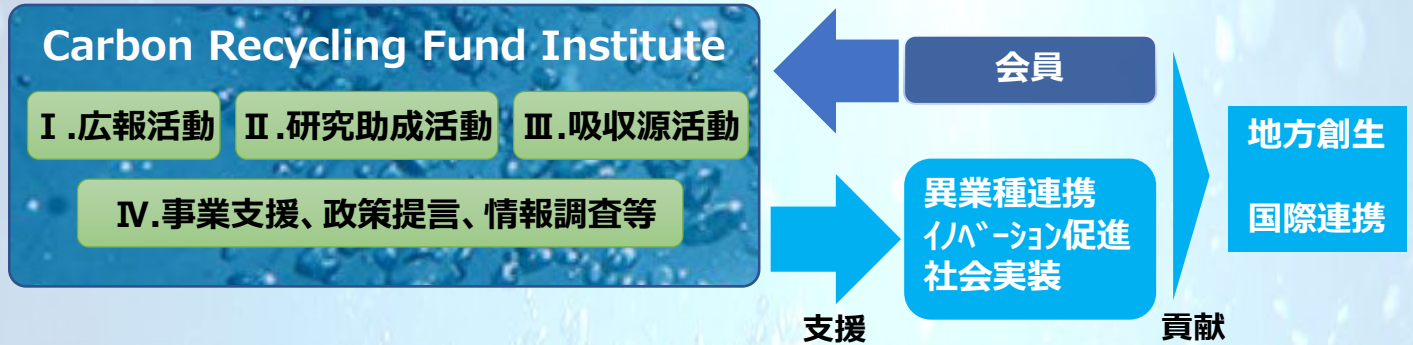 Carbon Recycling Fund Institute
Ⅰ.広報活動
Ⅱ.研究助成活動
Ⅲ.吸収源活動
Ⅳ.事業支援、政策提言、情報調査等
会員
異業種連携
ｲﾉﾍﾞｰｼｮﾝ促進
社会実装
支援
貢献
地方創生
国際連携